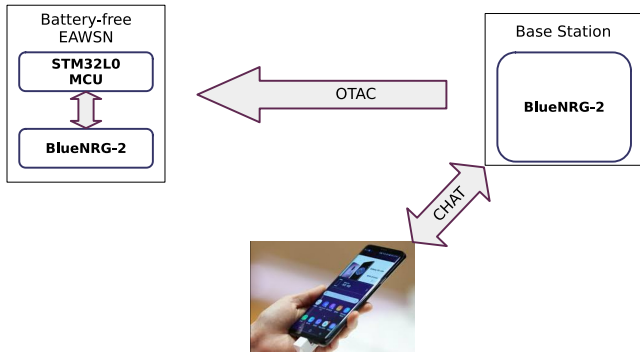 Battery-free
EAWSN
STM32L0
MCU
BlueNRG-2
OTAC
Base Station
BlueNRG-2
CHAT